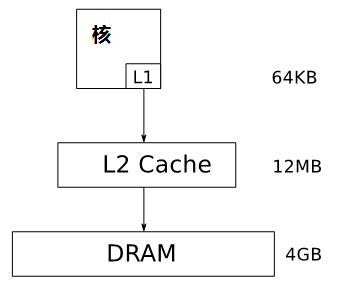 核
L1
64KB
L2 Cache
12MB
DRAM
4GB